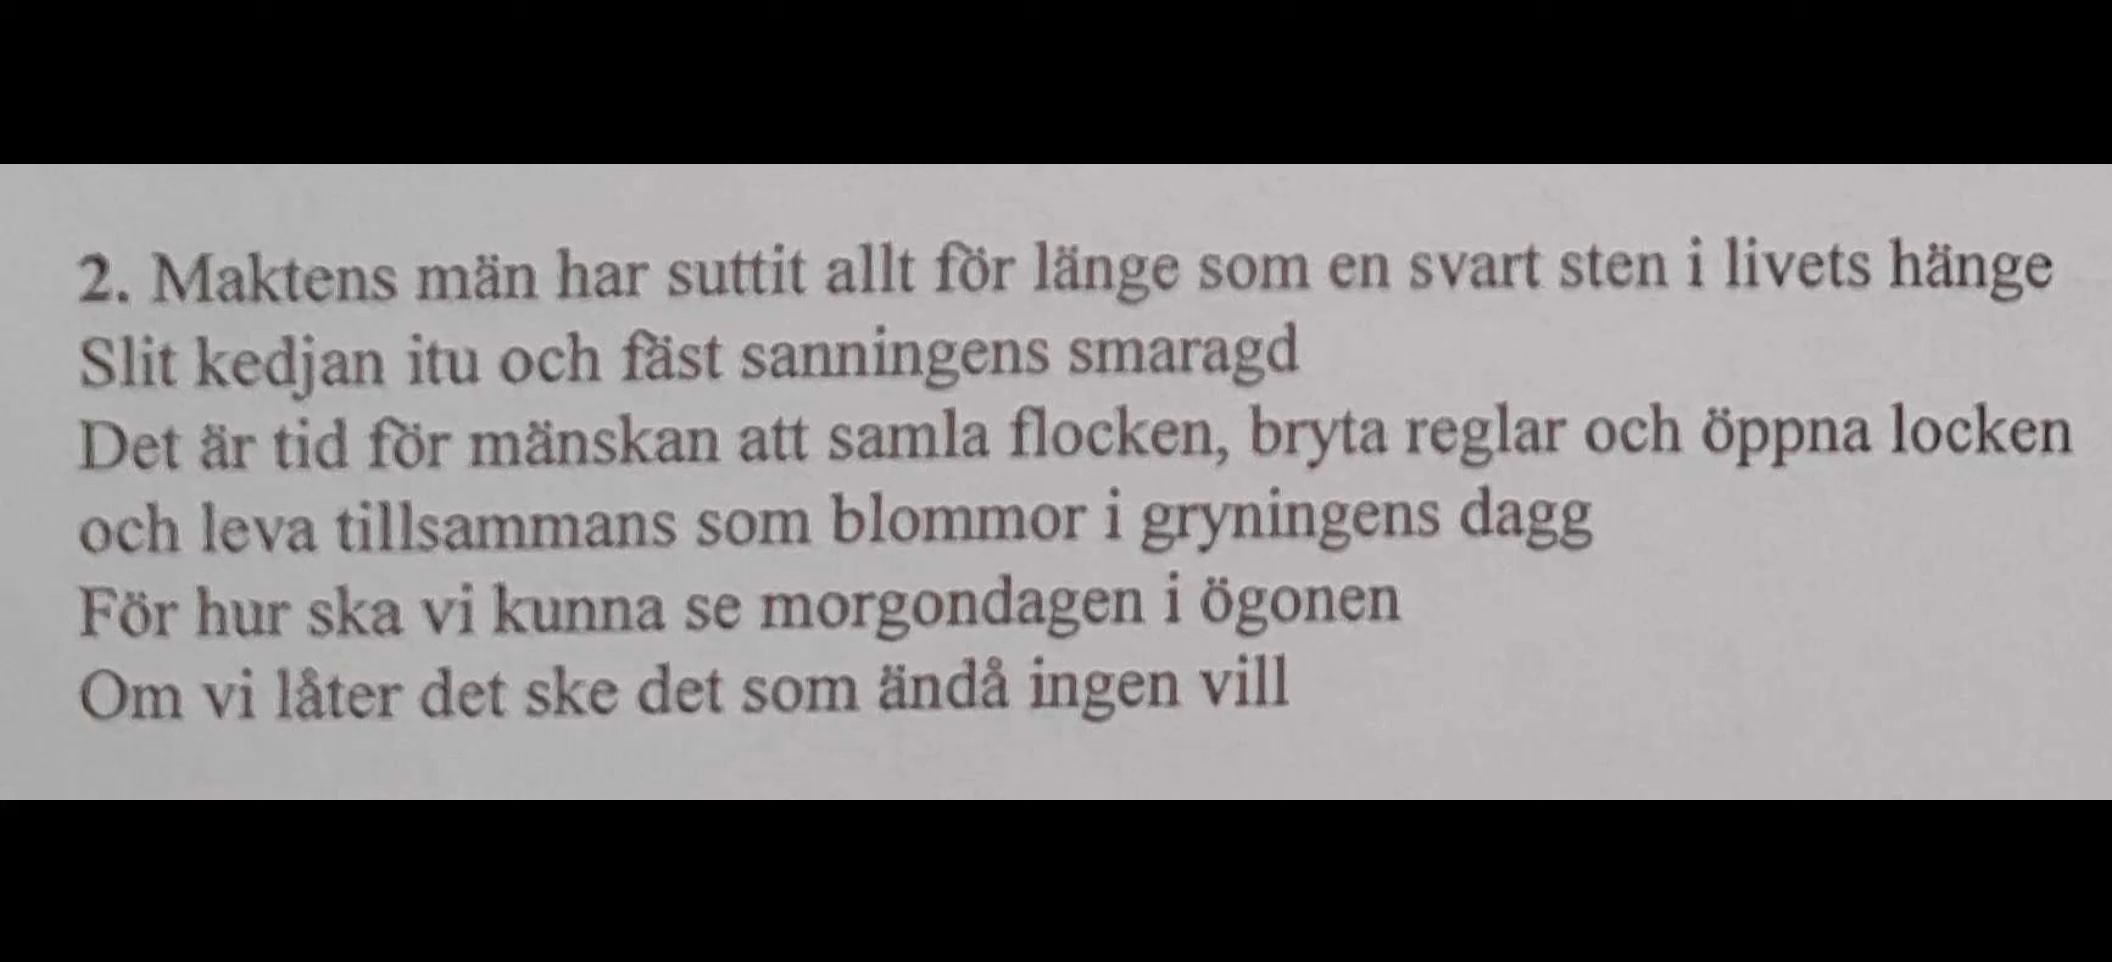 2. Maktens män har suttit allt för länge som en svart sten i livets hänge
Slit kedjan itu och fäst sanningens smaragd
Det är tid för mänskan att samla flocken, bryta reglar och öppna locken
och leva tillsammans som blommor i gryningens dagg
För hur ska vi kunna se morgondagen i ögonen
Om vi låter det ske det som ändå ingen vill